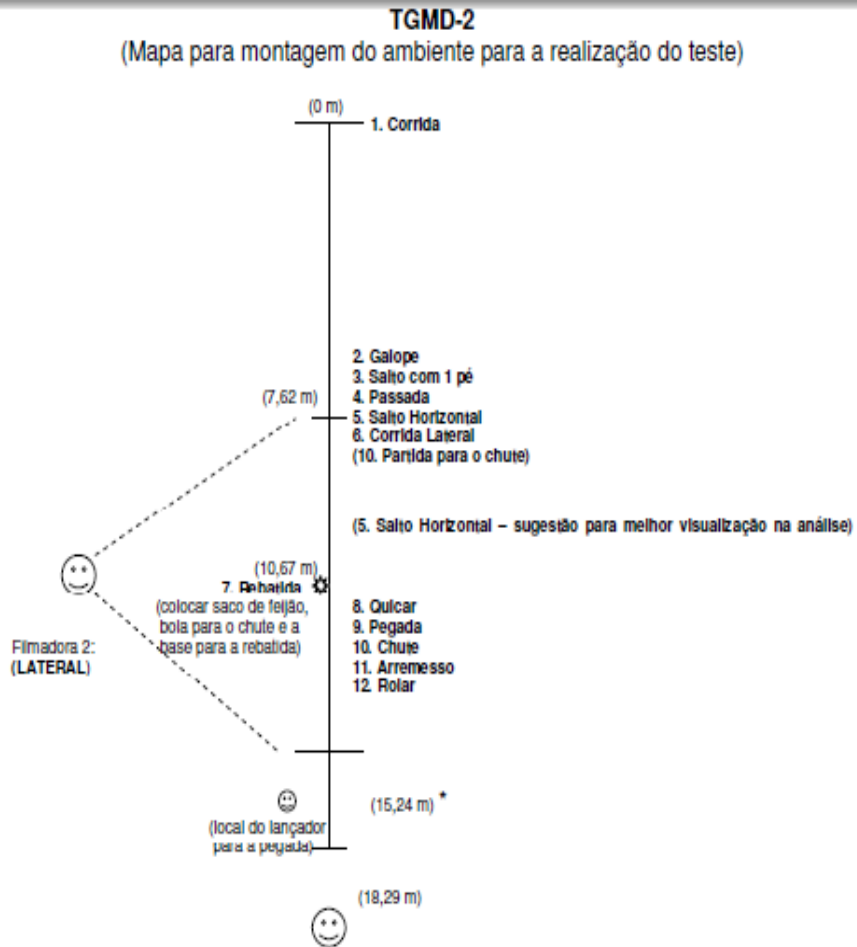 TGMD-2
(Mapa para montagem do ambiente para a realização do teste)
(0 m)
1. Corrida
2. Galope
3. Salto com 1 pé
(7,62 m)
4. Passada
5. Salto Horizontal
6. Corrida Lateral
(10. Partida para o chute)
(5. Salto Horizontal – sugestão para melhor visualização na análise)
(10,67 m)
7. Rebatida
(colocar saco de feijão,
bola para o chute e a
base para a rebatida)
8. Quicar
9. Pegada
10. Chute
11. Arremesso
12. Rolar
Filmadora 2:
(LATERAL)
(15,24 m) *
(local do lançador
para a pegada)
(18,29 m)